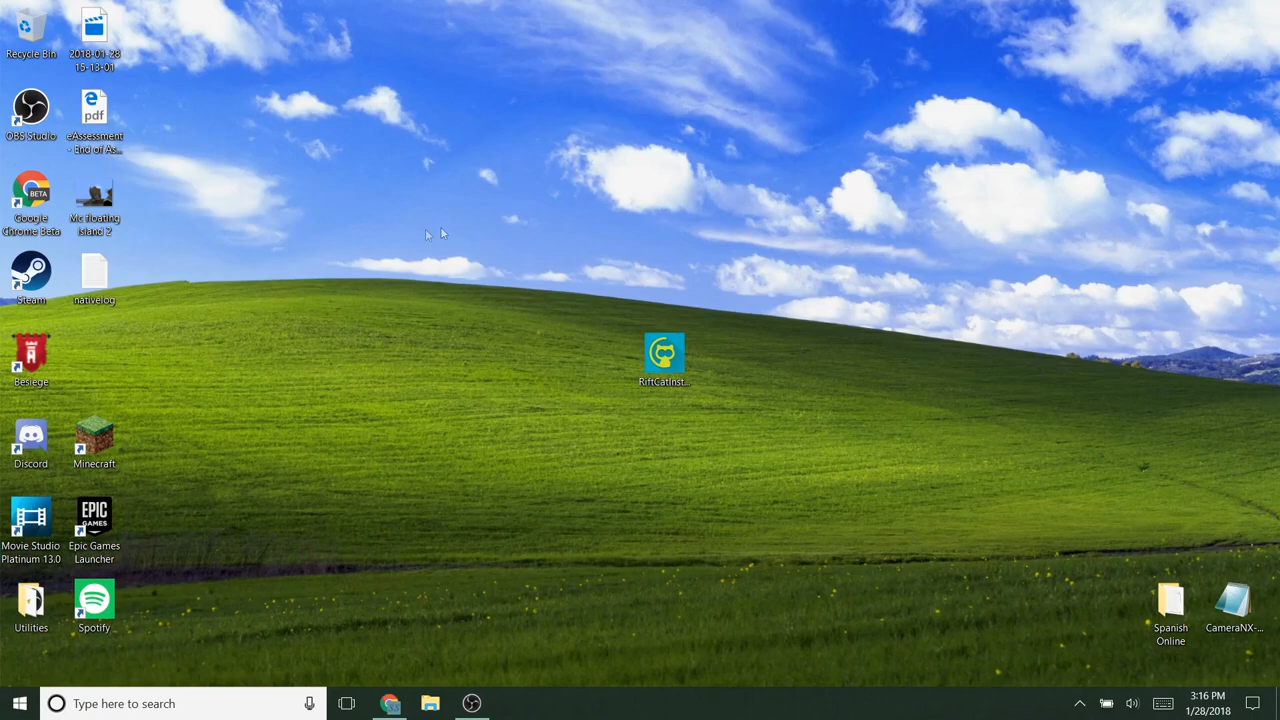 Recycle Bin
2018-01-28
15-13-01
OBS Studio
pdf
eAssessment
- End of As...
BETA
Google
Chrome Beta
Mc floating
Island 2
Steam
nativelog
Besiege
RiftCatInst...
Discord
Minecraft
EPIC
GAMES
Movie Studio
Platinum 13.0
Epic Games
Launcher
Utilities
Spotify
Spanish
Online
CameraNX-...
Type here to search
3:16 PM
1/28/2018